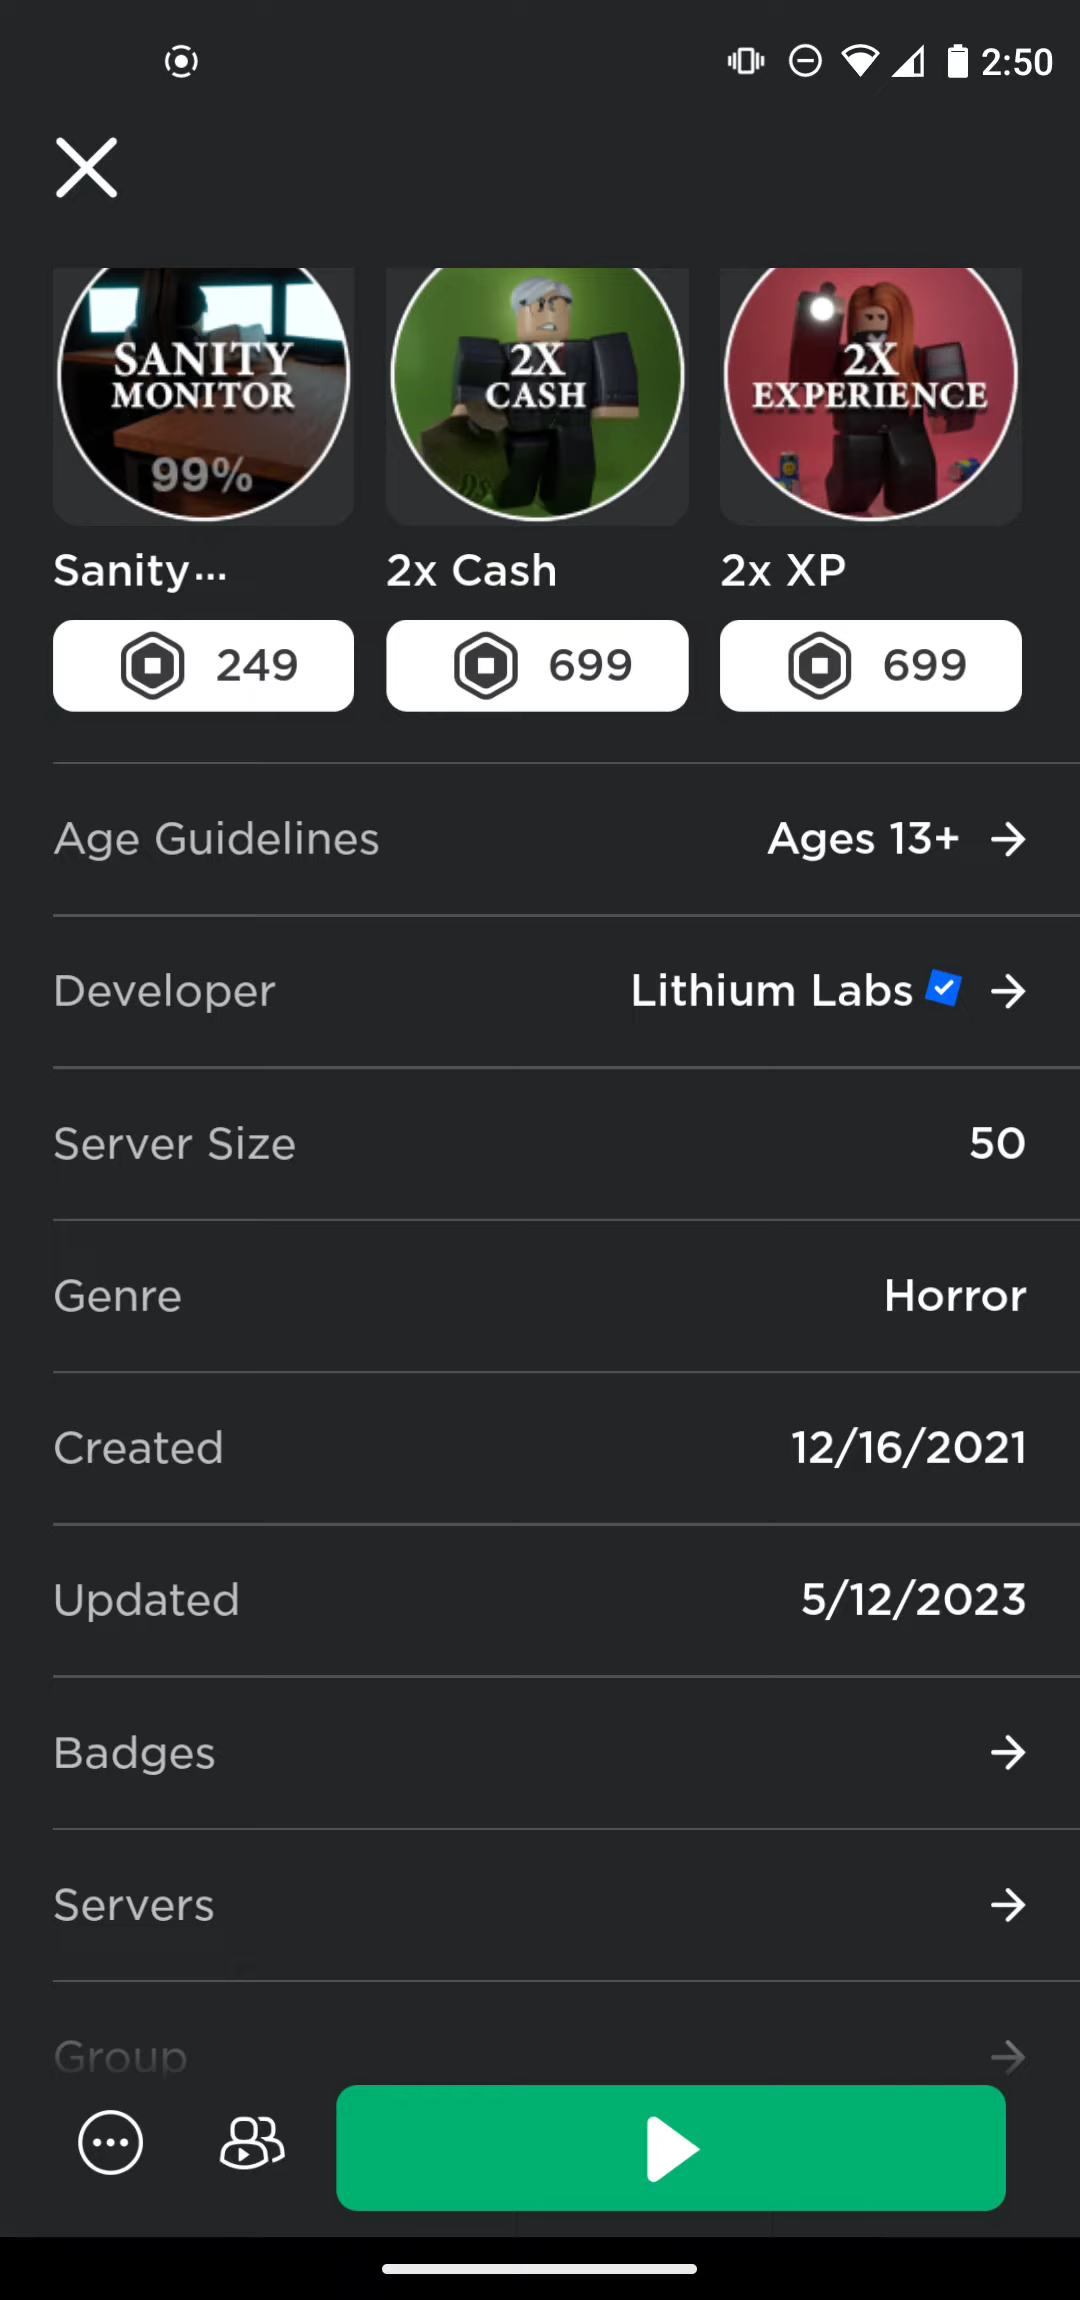 2:50
SANITY
MONITOR
99%
2X
CASH
2X
EXPERIENCE
Sanity...
2x Cash
2x XP
249
699
699
Age Guidelines
Ages 13+
Developer
Lithium Labs
Server Size
50
Genre
Horror
Created
12/16/2021
Updated
5/12/2023
Badges
Servers
Group